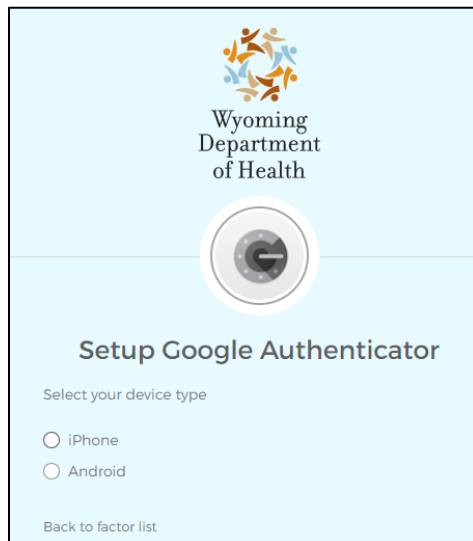 Wyoming
Department
of Health
Setup Google Authenticator
Select your device type
iPhone
Android
Back to factor list